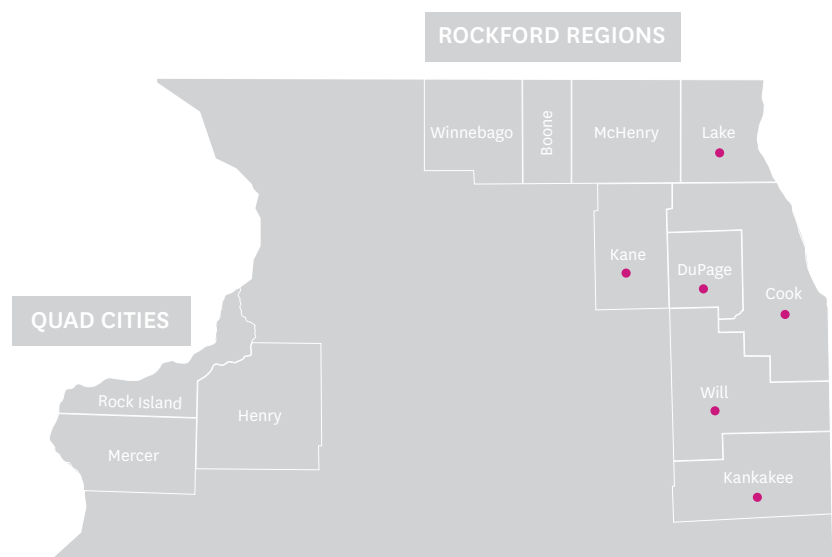 ROCKFORD REGIONS
Winnebago
Boone
McHenry
Lake
Kane
DuPage
Cook
QUAD CITIES
Will
Rock Island
Henry
Mercer
Kankakee